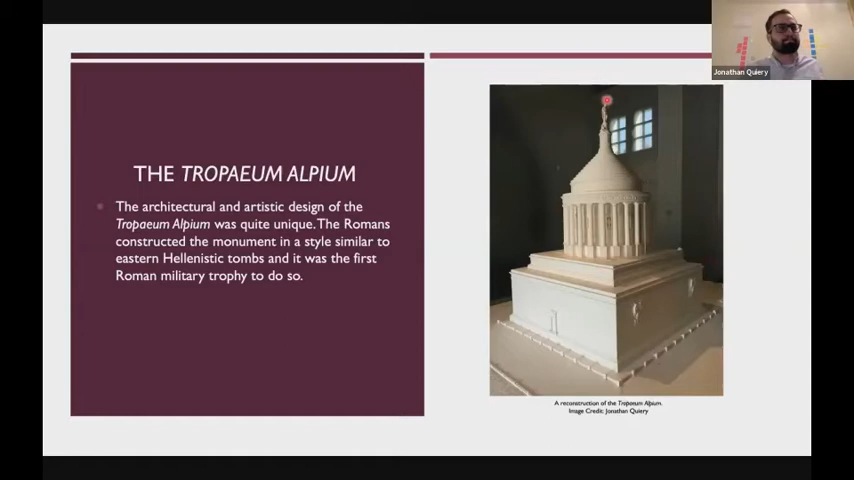 Jonathan Quiery
THE TROPAEUM ALPIUM
The architectural and artistic design of the
Tropaeum Alpium was quite unique. The Romans
constructed the monument in a style similar to
eastern Hellenistic tombs and it was the first
Roman military trophy to do so.
A reconstruction of the Tropaeum Alpium.
Image Credit: Jonathan Quiery